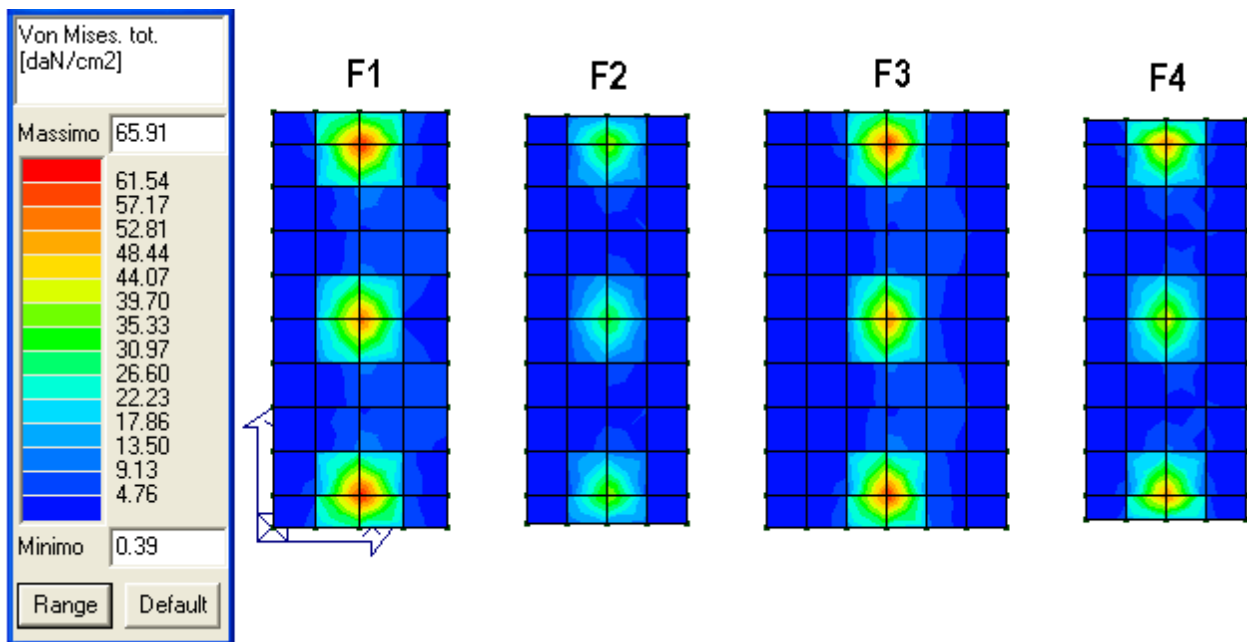 Von Mises. tot.
[daN/cm2]
Massimo 65.91
61.54
57.17
52.81
48.44
44.07
39.70
35.33
30.97
26.60
22.23
17.86
13.50
9.13
4.76
Minimo 0.39
Range Default
F1 F2 F3 F4